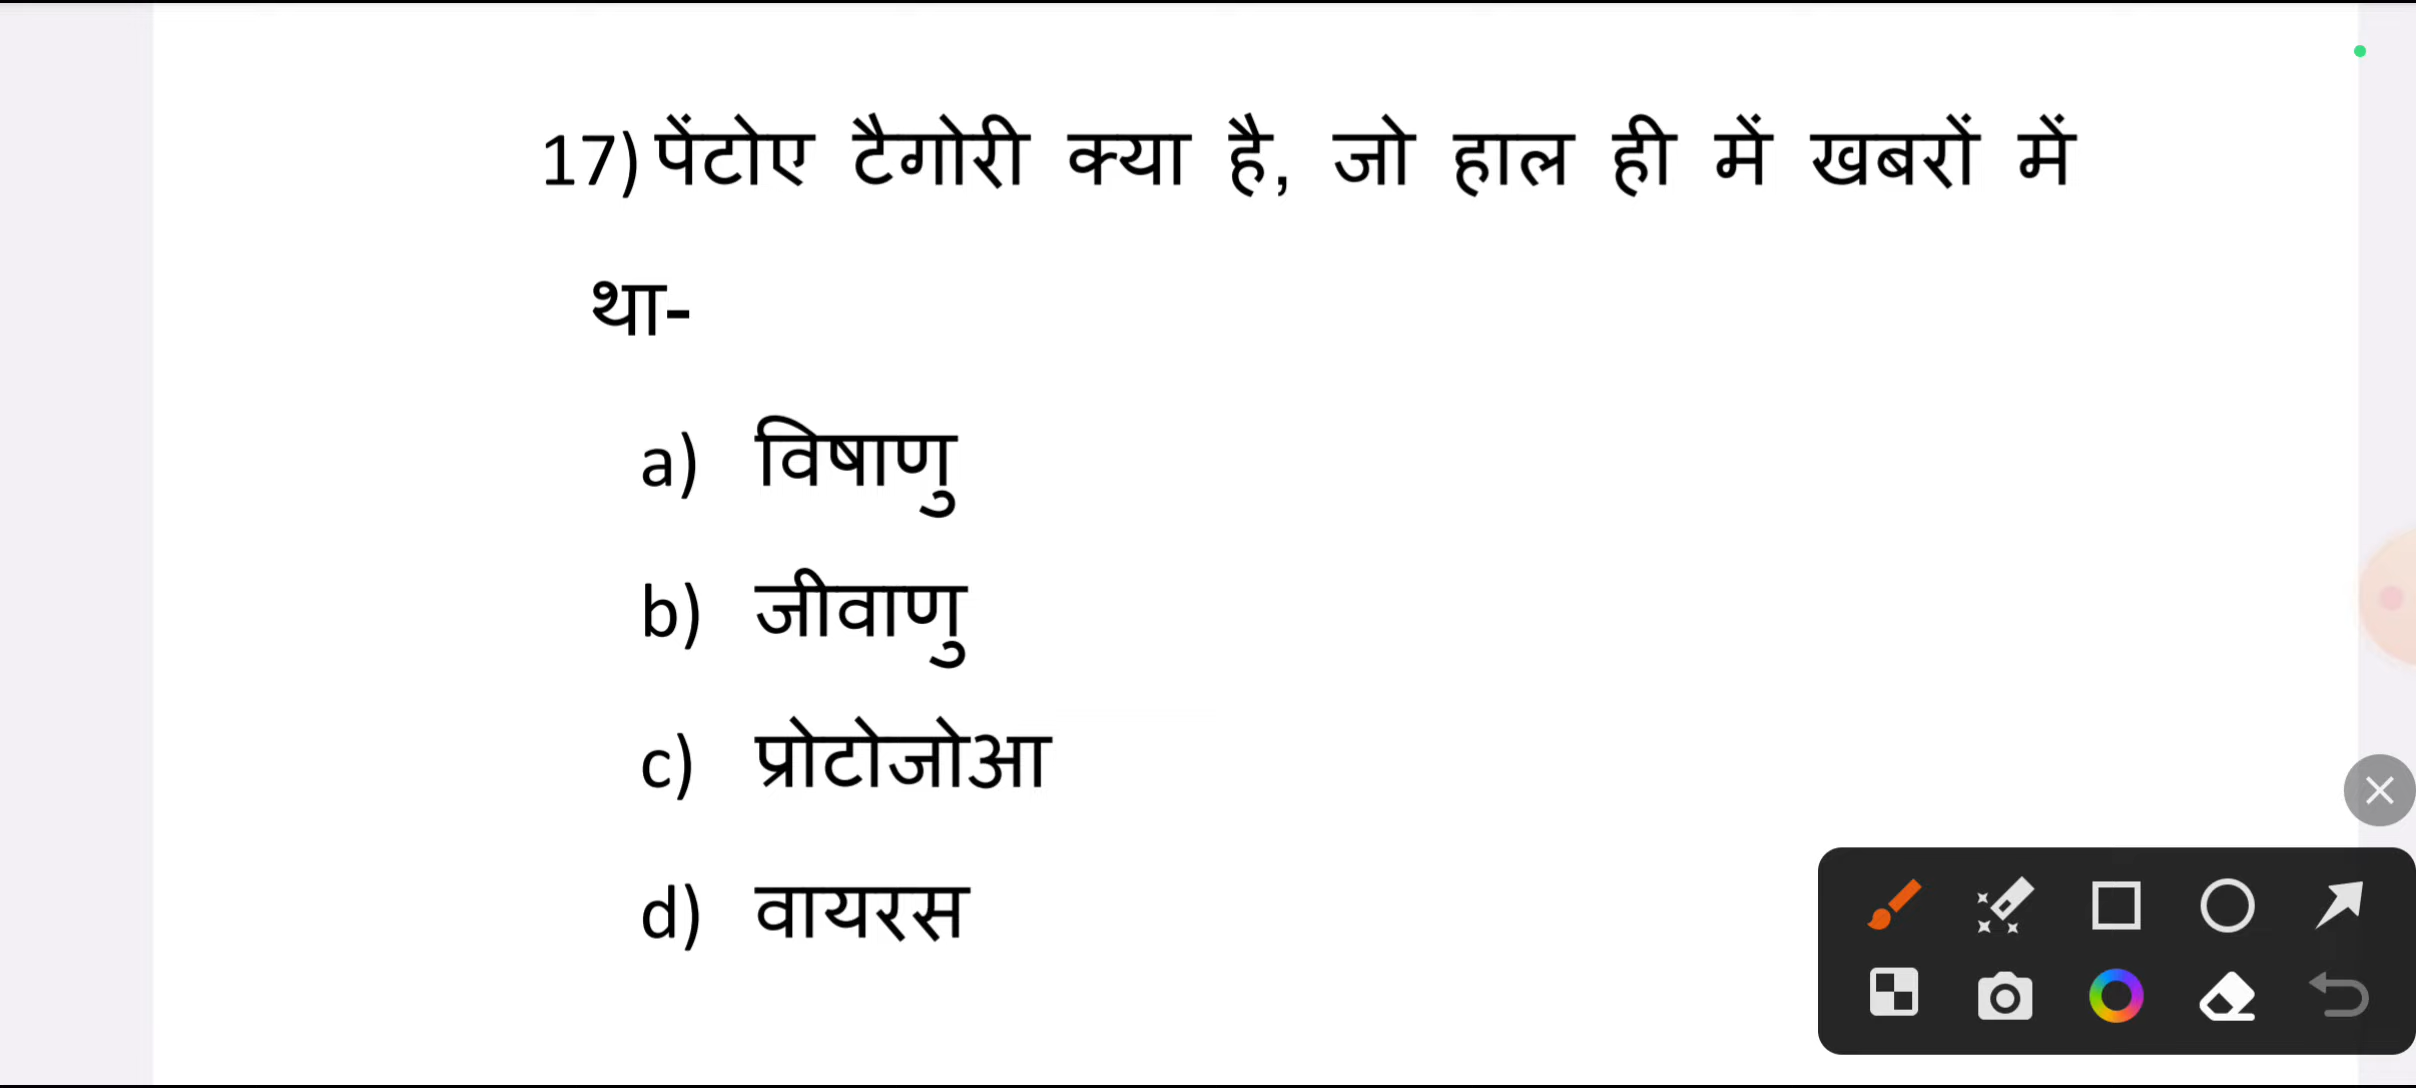 17) पेंटोए टैगोरी क्या है, जो हाल ही में खबरों में
था-
a) विषाणु
b) जीवाणु
c) प्रोटोजोआ
d) वायरस